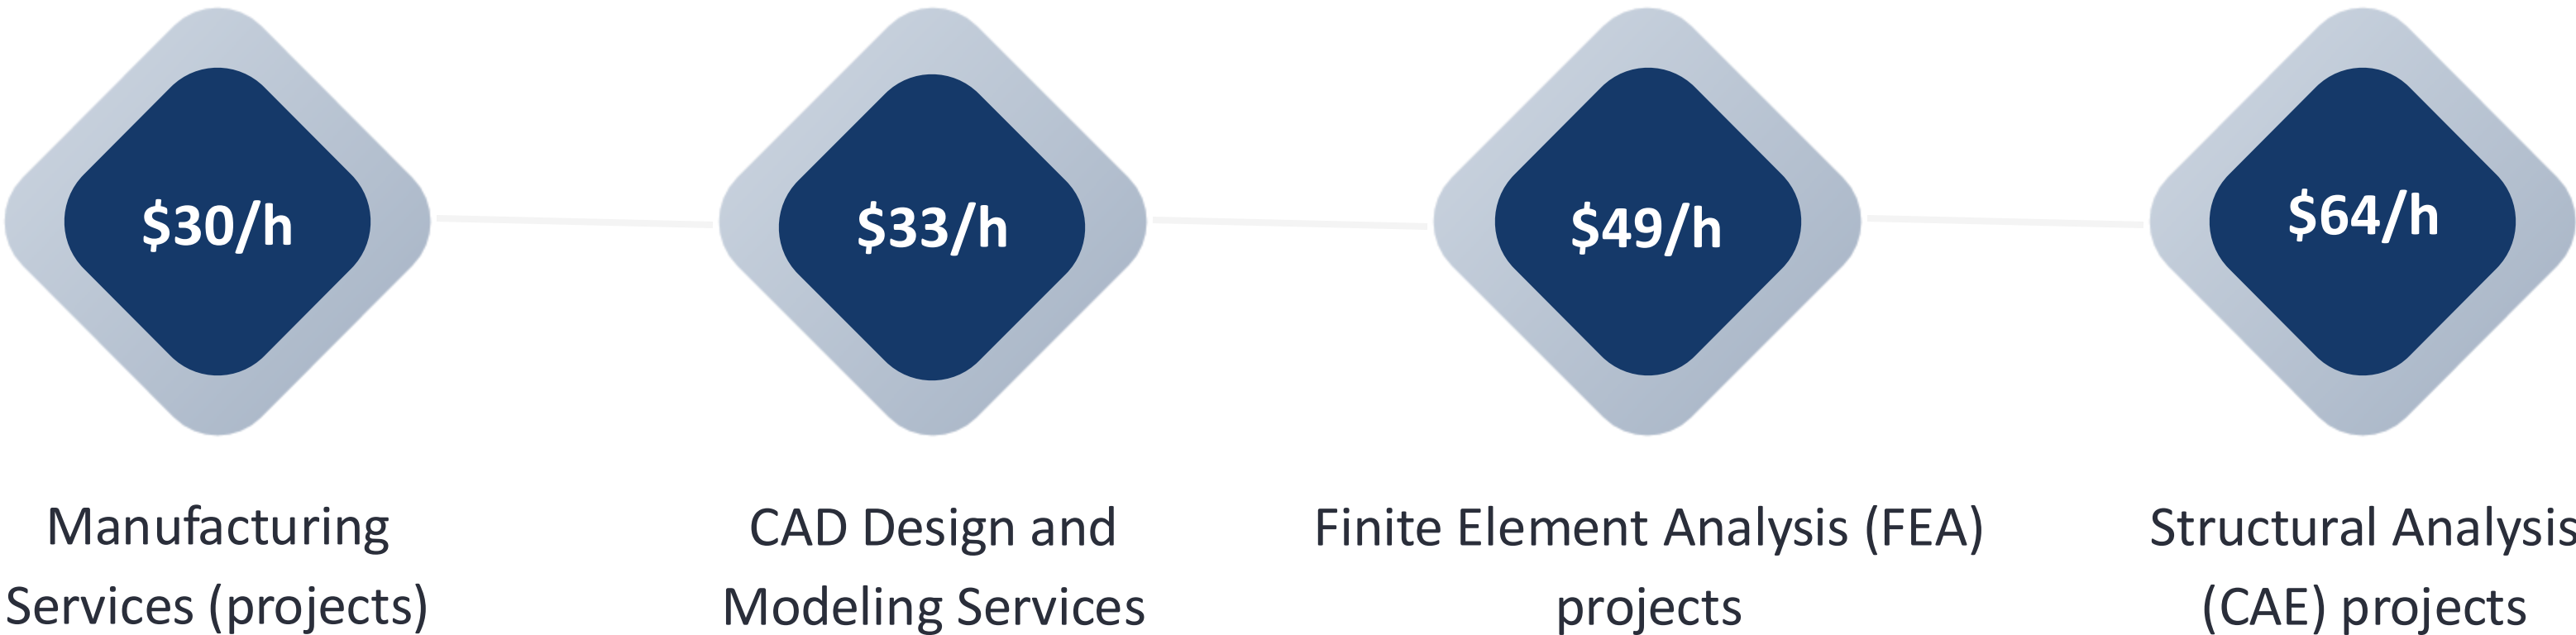 $30/h
$33/h
$49/h
$64/h
Manufacturing
Services (projects)
CAD Design and
Modeling Services
Finite Element Analysis (FEA)
projects
Structural Analysis
(CAE) projects